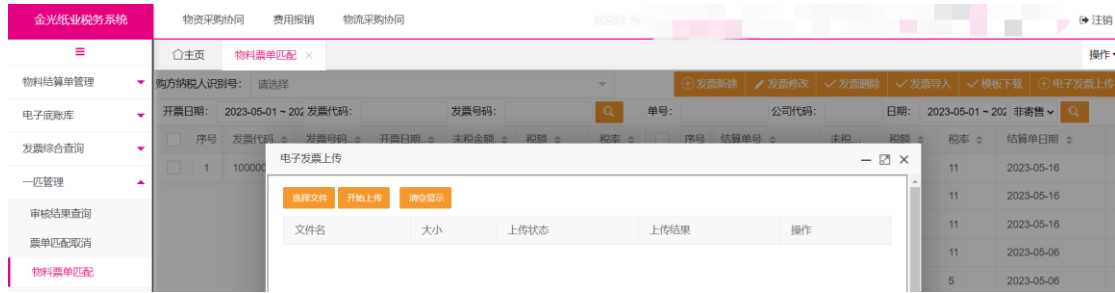 金光纸业税务系统 物资采购协同 费用报销 物流采购协同 注销
主页 物料票单匹配 × 操作
物料结算单管理 购方纳税人识别号: 请选择 发票新建 发票修改 发票删除 发票导入 模板下载 电子发票上传
电子底账库 开票日期: 2023-05-01 ~ 202 发票代码: 发票号码: 单号: 公司代码: 日期: 2023-05-01 ~ 202 非寄售
发票综合查询 序号 发票代码 发票号码 开票日期 未税金额 税额 税率 序号 结算单号 未税... 税额 税率 结算单日期
电子发票上传
1 100000 11 2023-05-16
一匹管理 选择文件 开始上传 清空显示 11 2023-05-16
审核结果查询 文件名 大小 上传状态 上传结果 操作 11 2023-05-16
票单匹配取消 11 2023-05-06
物料票单匹配 5 2023-05-06